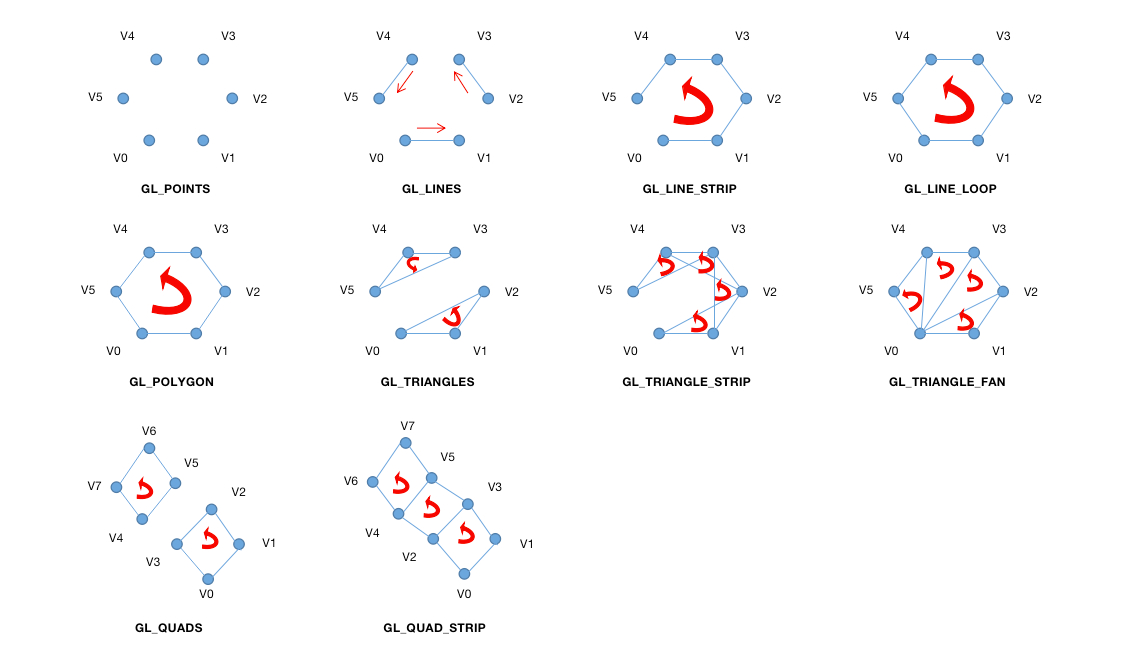 V4 V3 V4 V3 V4 V3 V4 V3
V5 V2 V5 V2 V5 V2 V5 V2
V0 V1 V0 V1 V0 V1 V0 V1
GL_POINTS GL_LINES GL_LINE_STRIP GL_LINE_LOOP
V4 V3 V4 V3 V4 V3 V4 V3
V5 V2 V5 V2 V5 V2 V5 V2
V0 V1 V0 V1 V0 V1 V0 V1
GL_POLYGON GL_TRIANGLES GL_TRIANGLE_STRIP GL_TRIANGLE_FAN
V6 V7
V5 V5
V7 V2 V6 V3
V4 V1 V4 V1
V3 V2
V0 V0
GL_QUADS GL_QUAD_STRIP